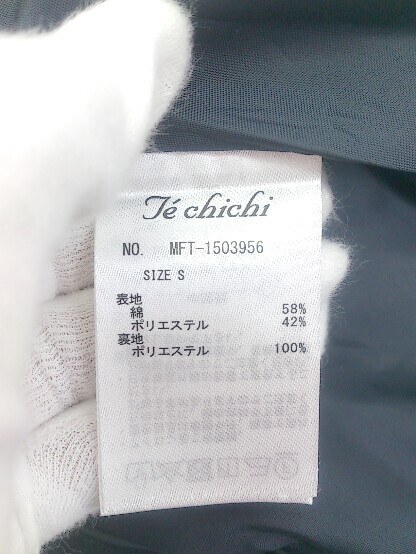 Té chichi
NO. MFT-1503956
SIZE S
表地
綿 58%
ポリエステル 42%
裏地
ポリエステル 100%